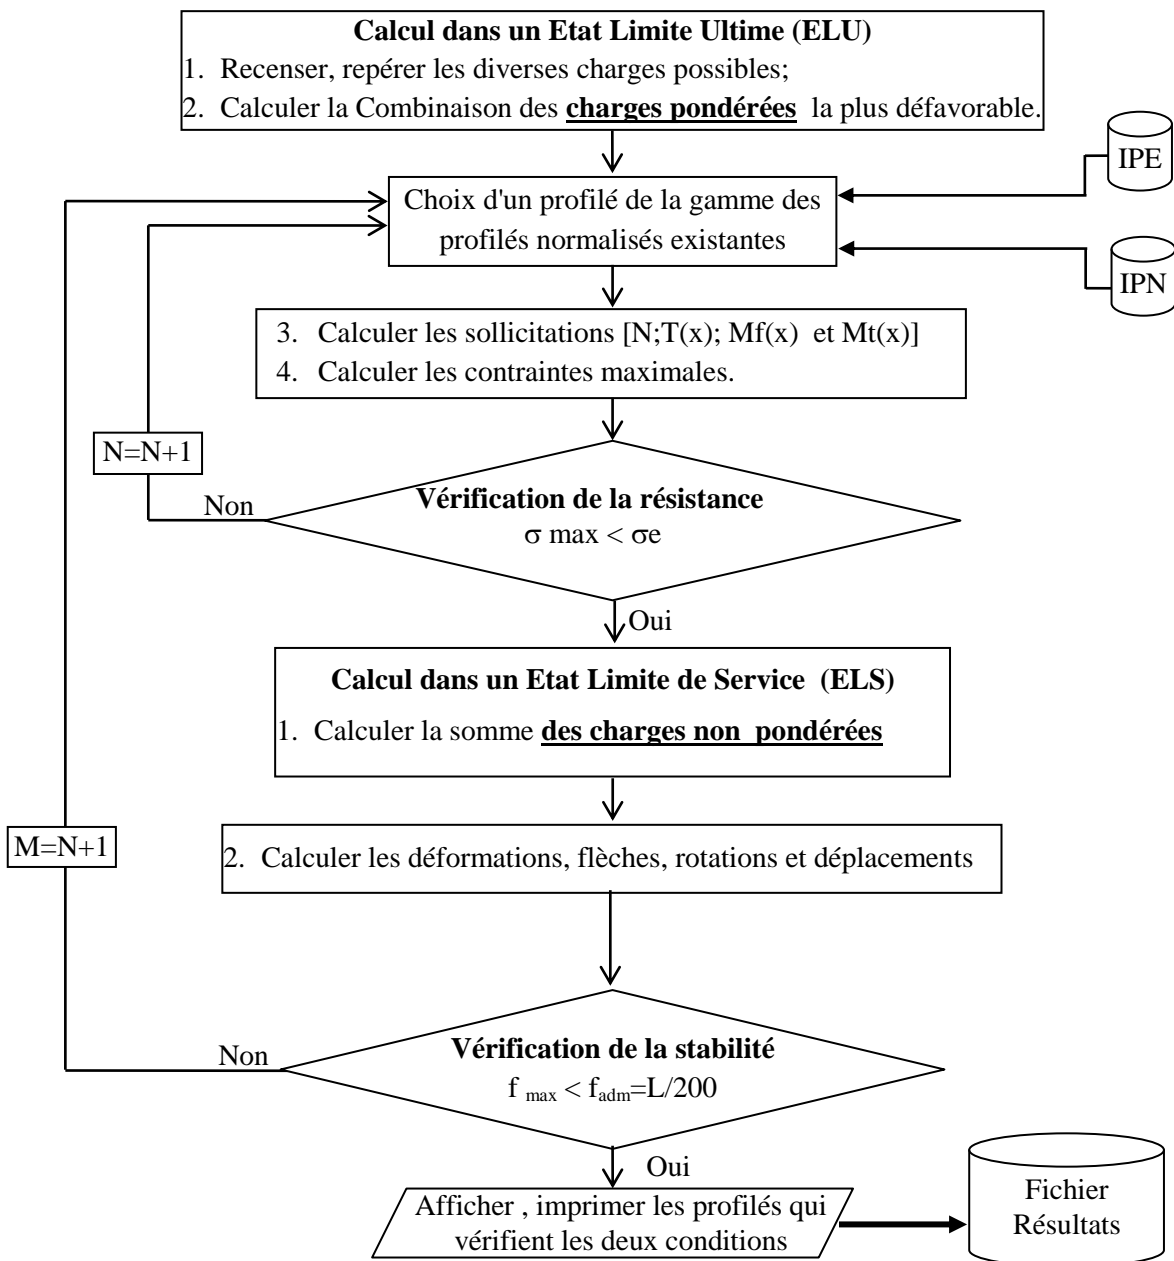 Calcul dans un Etat Limite Ultime (ELU)
1. Recenser, repérer les diverses charges possibles;
2. Calculer la Combinaison des charges pondérées la plus défavorable.
IPE
Choix d'un profilé de la gamme des
profilés normalisés existantes
IPN
3. Calculer les sollicitations [N;T(x); Mf(x) et Mt(x)]
4. Calculer les contraintes maximales.
N=N+1
Non
Vérification de la résistance
σ max < σe
Oui
Calcul dans un Etat Limite de Service (ELS)
1. Calculer la somme des charges non pondérées
M=N+1
2. Calculer les déformations, flèches, rotations et déplacements
Non
Vérification de la stabilité
f max < fadm=L/200
Oui
Afficher , imprimer les profilés qui
vérifient les deux conditions
Fichier
Résultats